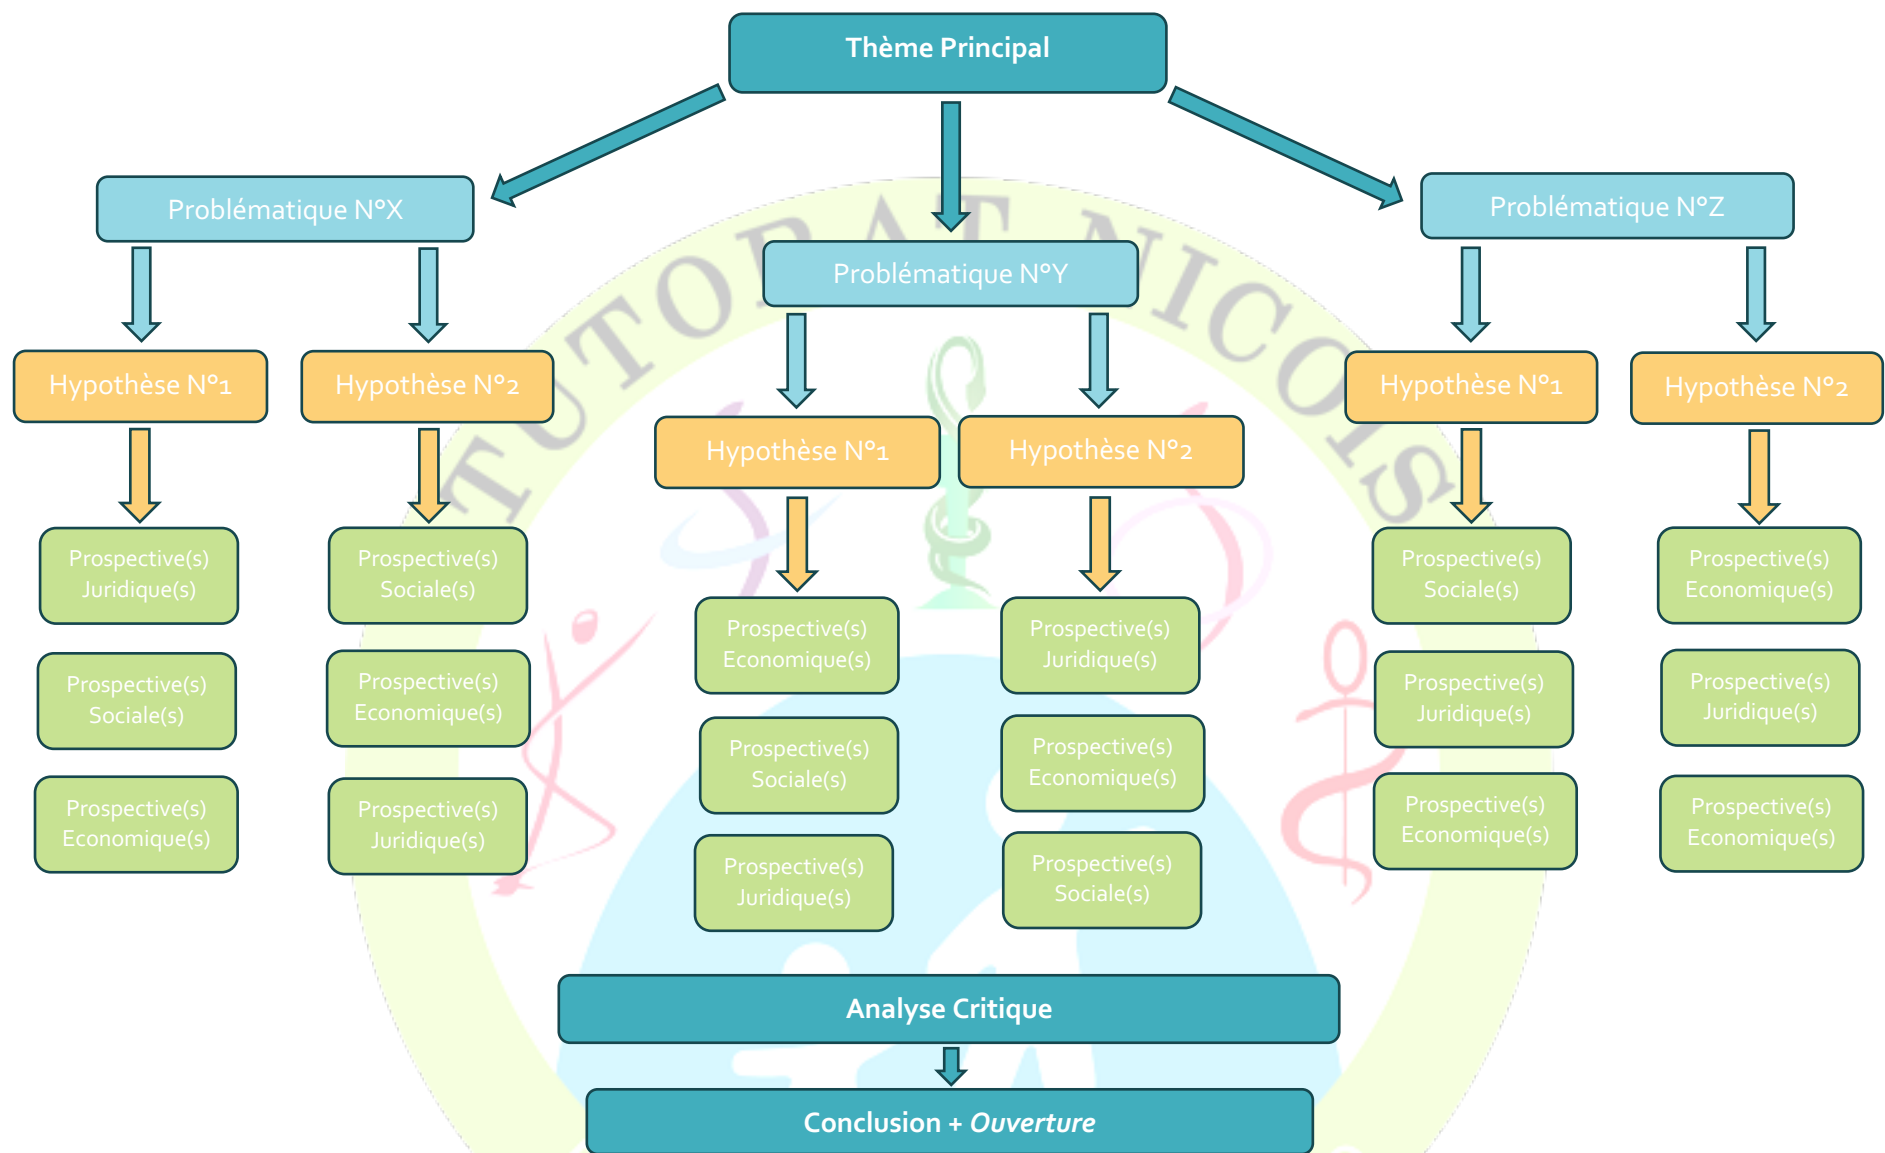 Thème Principal
Problématique N°X
Problématique N°Y
Problématique N°Z
Hypothèse N°1
Hypothèse N°2
Hypothèse N°1
Hypothèse N°2
Hypothèse N°1
Hypothèse N°2
Prospective(s)
Juridique(s)
Prospective(s)
Sociale(s)
Prospective(s)
Economique(s)
Prospective(s)
Sociale(s)
Prospective(s)
Economique(s)
Prospective(s)
Juridique(s)
Prospective(s)
Economique(s)
Prospective(s)
Sociale(s)
Prospective(s)
Juridique(s)
Prospective(s)
Juridique(s)
Prospective(s)
Economique(s)
Prospective(s)
Sociale(s)
Prospective(s)
Sociale(s)
Prospective(s)
Juridique(s)
Prospective(s)
Economique(s)
Prospective(s)
Economique(s)
Prospective(s)
Juridique(s)
Prospective(s)
Economique(s)
Analyse Critique
Conclusion + Ouverture
TUTORAT NICOIS